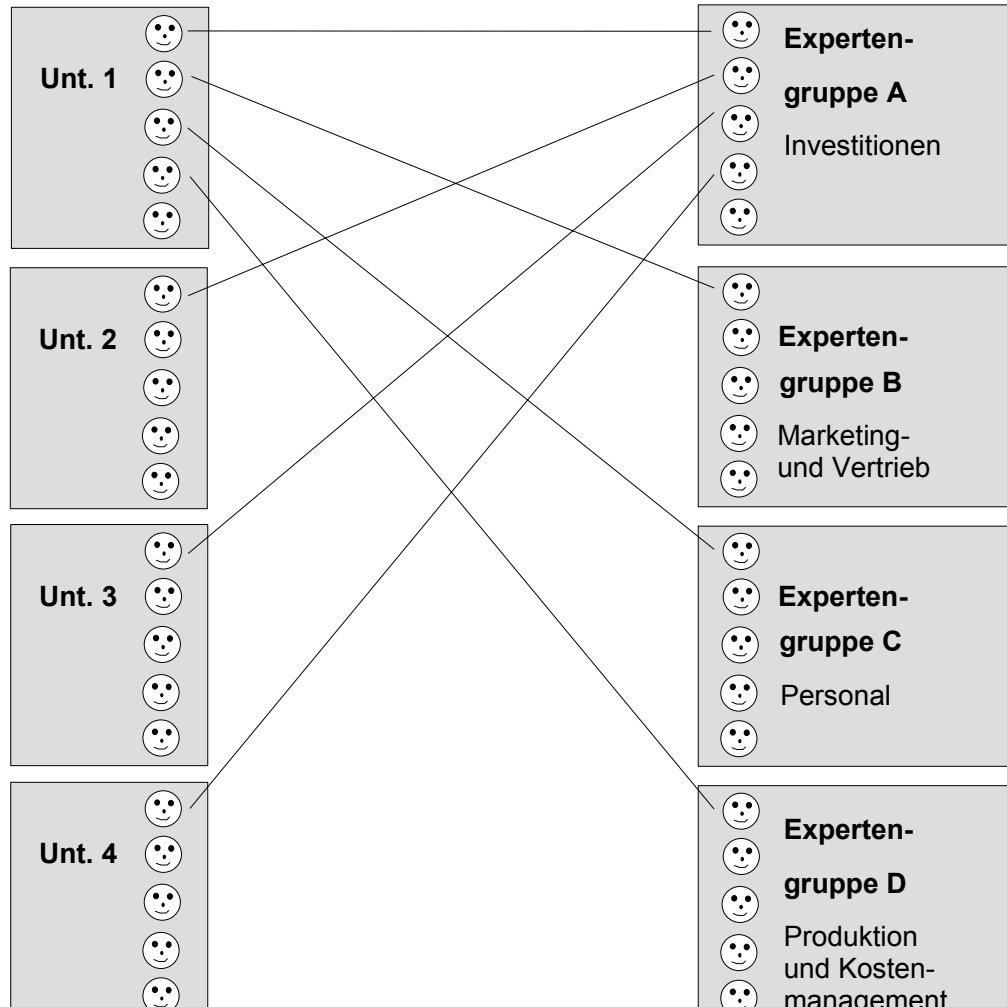 Unt. 1
Experten-
gruppe A
Investitionen
Unt. 2
Experten-
gruppe B
Marketing-
und Vertrieb
Unt. 3
Experten-
gruppe C
Personal
Unt. 4
Experten-
gruppe D
Produktion
und Kosten-
management